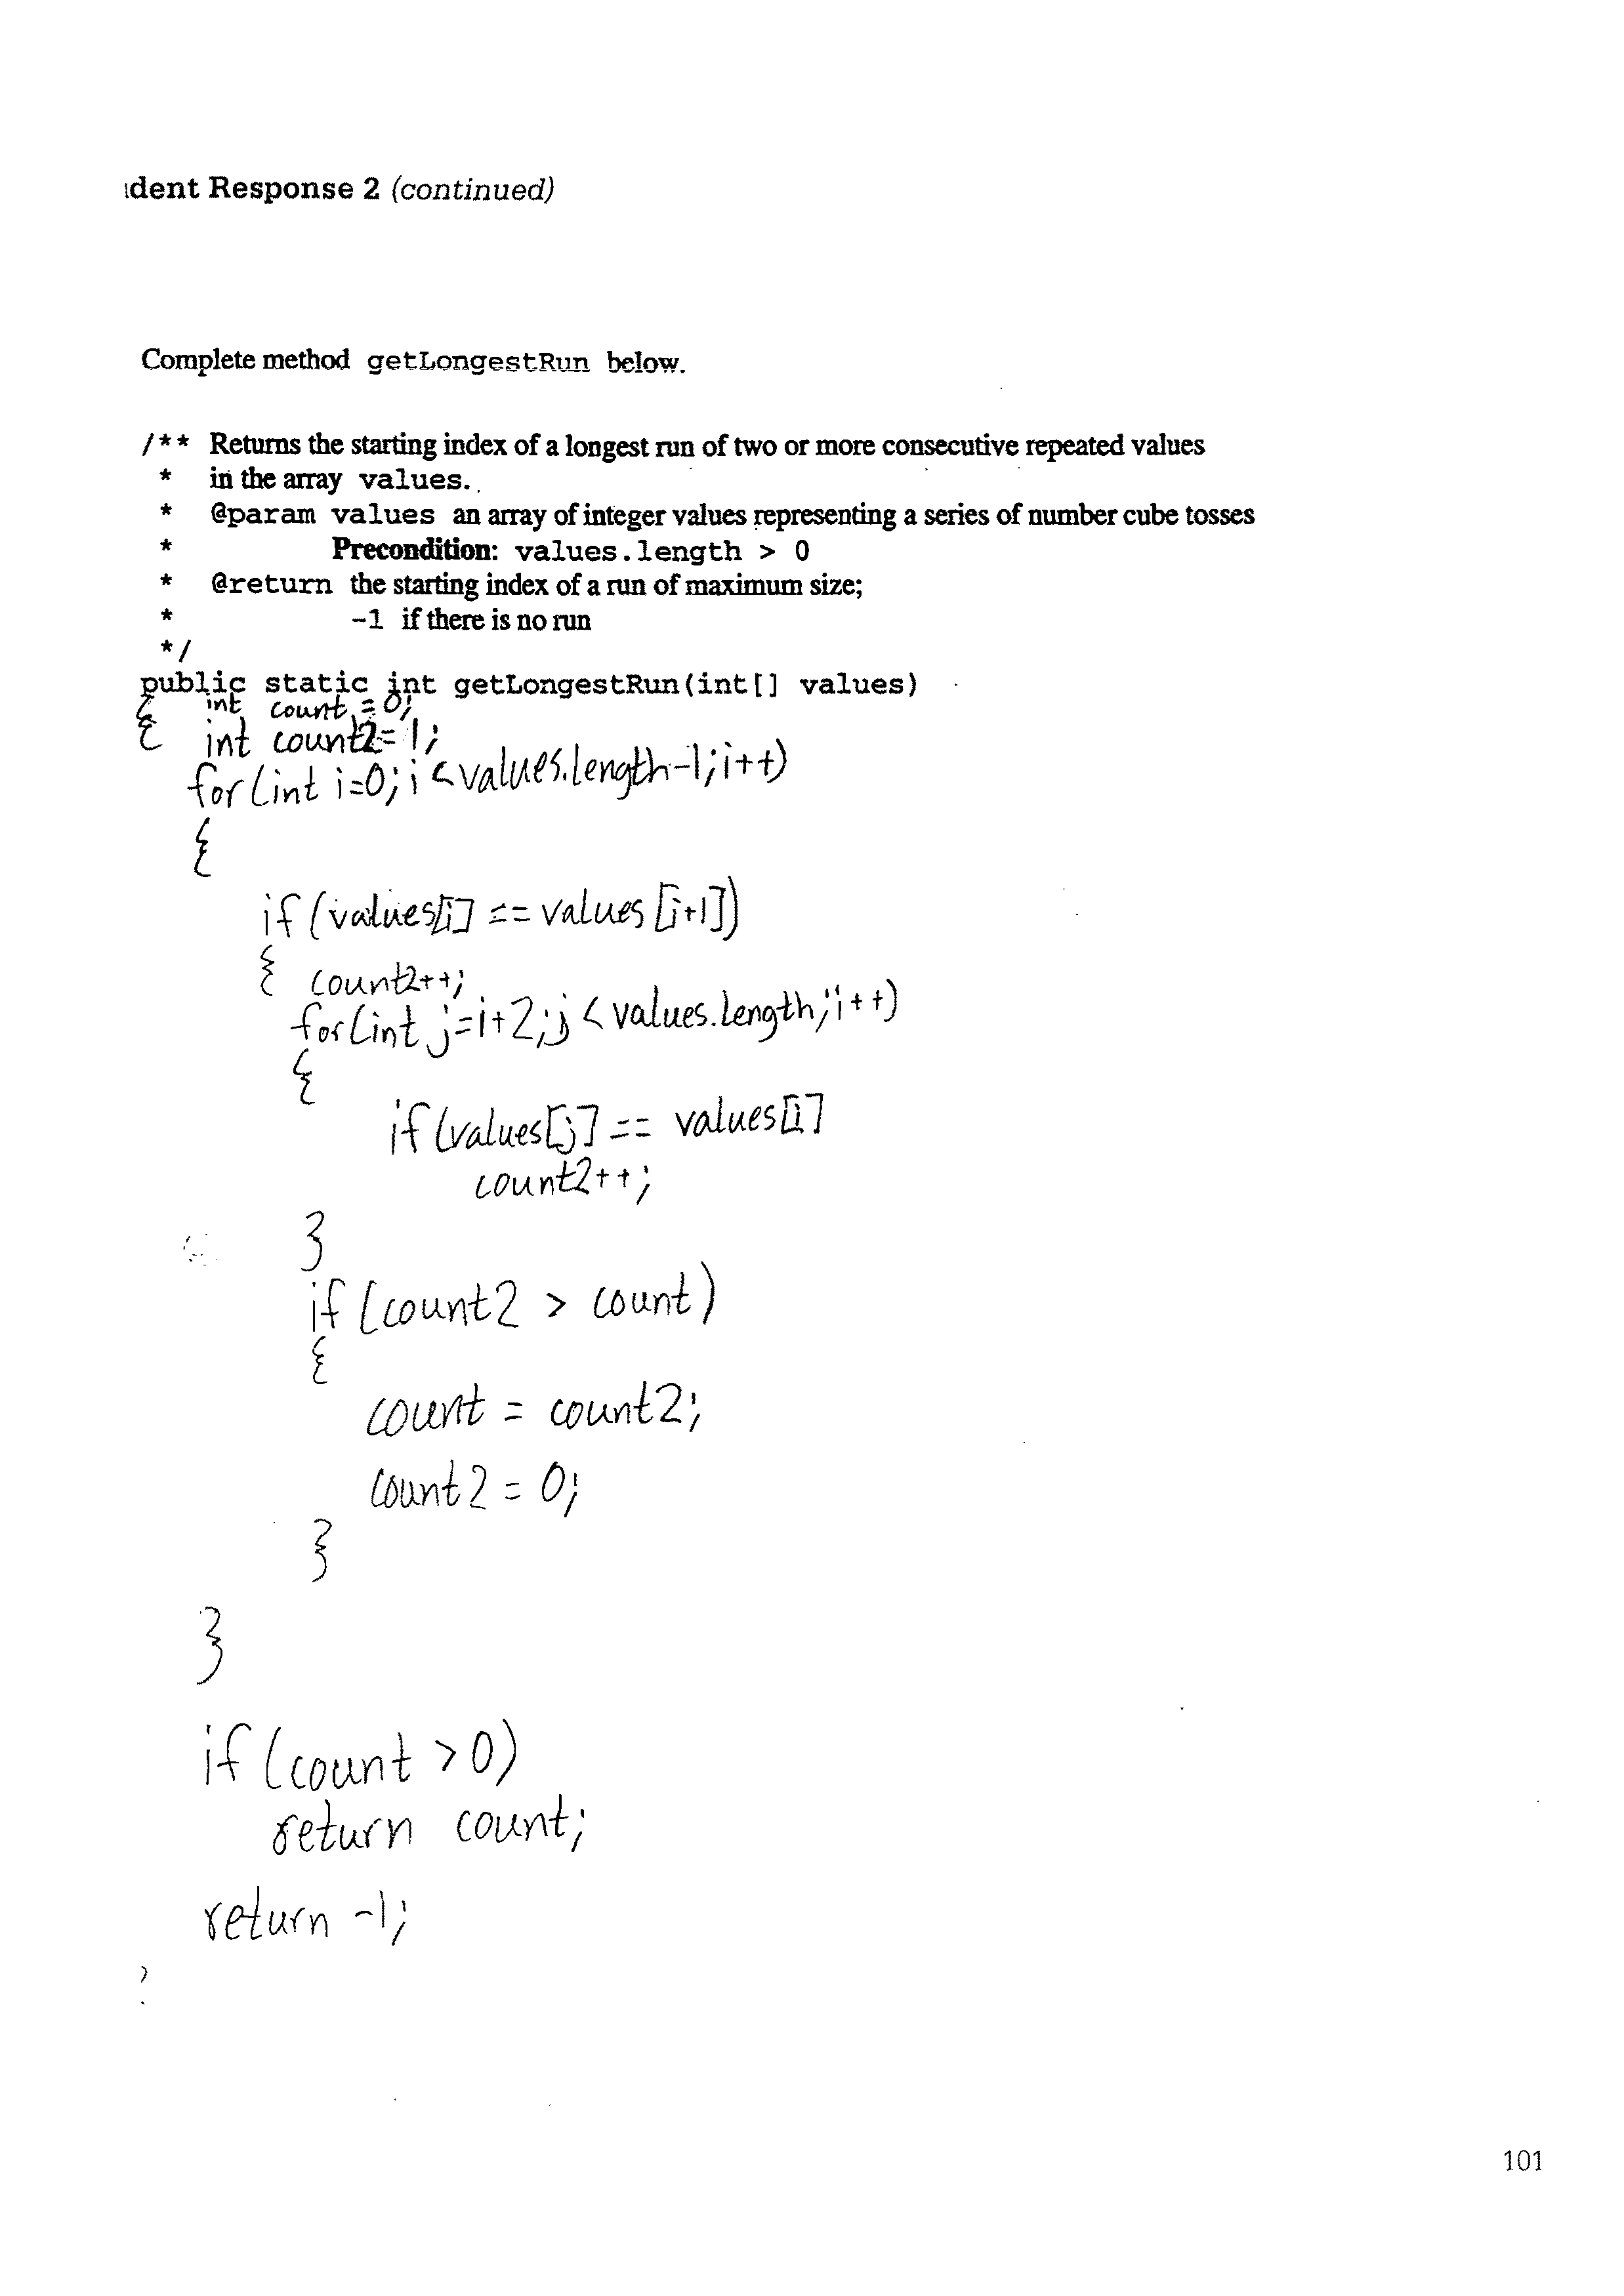 dent Response 2 (continued)
Complete method getLongestRun below.
/** Returns the starting index of a longest run of two or more consecutive repeated values
* in the array values.
* @param values an array of integer values representing a series of number cube tosses
* Precondition: values.length > 0
* @return the starting index of a run of maximum size;
* -1 if there is no run
*/
public static int getLongestRun(int[] values)
{ int count = 0;
{ int count2 = 1;
for(int i=0; i<values.length-1; i++)
{
if(values[i] == values[i+1])
{ count2++;
for(int j=i+2; j < values.length; i++)
{
if(values[j] == values[i]
count2++;
}
if(count2 > count)
{
count = count2;
count2 = 0;
}
}
if(count > 0)
return count;
return -1;
101